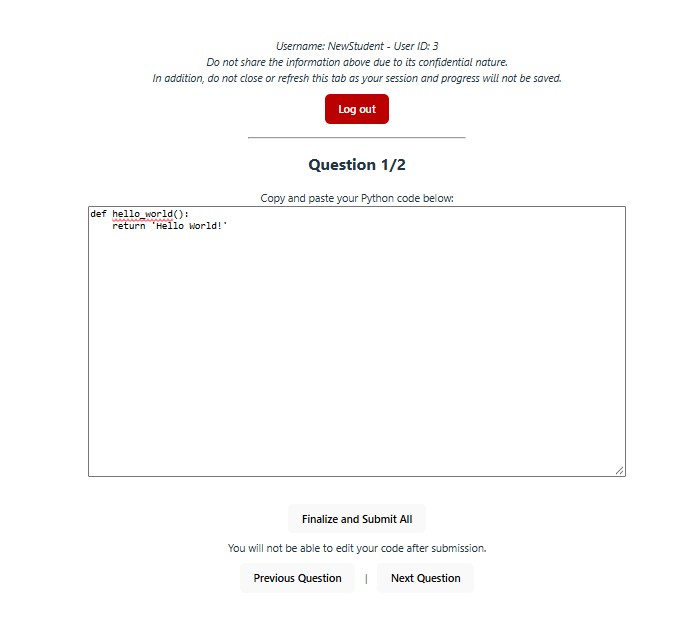 Username: NewStudent - User ID: 3
Do not share the information above due to its confidential nature.
In addition, do not close or refresh this tab as your session and progress will not be saved.
Log out
Question 1/2
Copy and paste your Python code below:
def hello_world():
    return 'Hello World!'
Finalize and Submit All
You will not be able to edit your code after submission.
Previous Question | Next Question